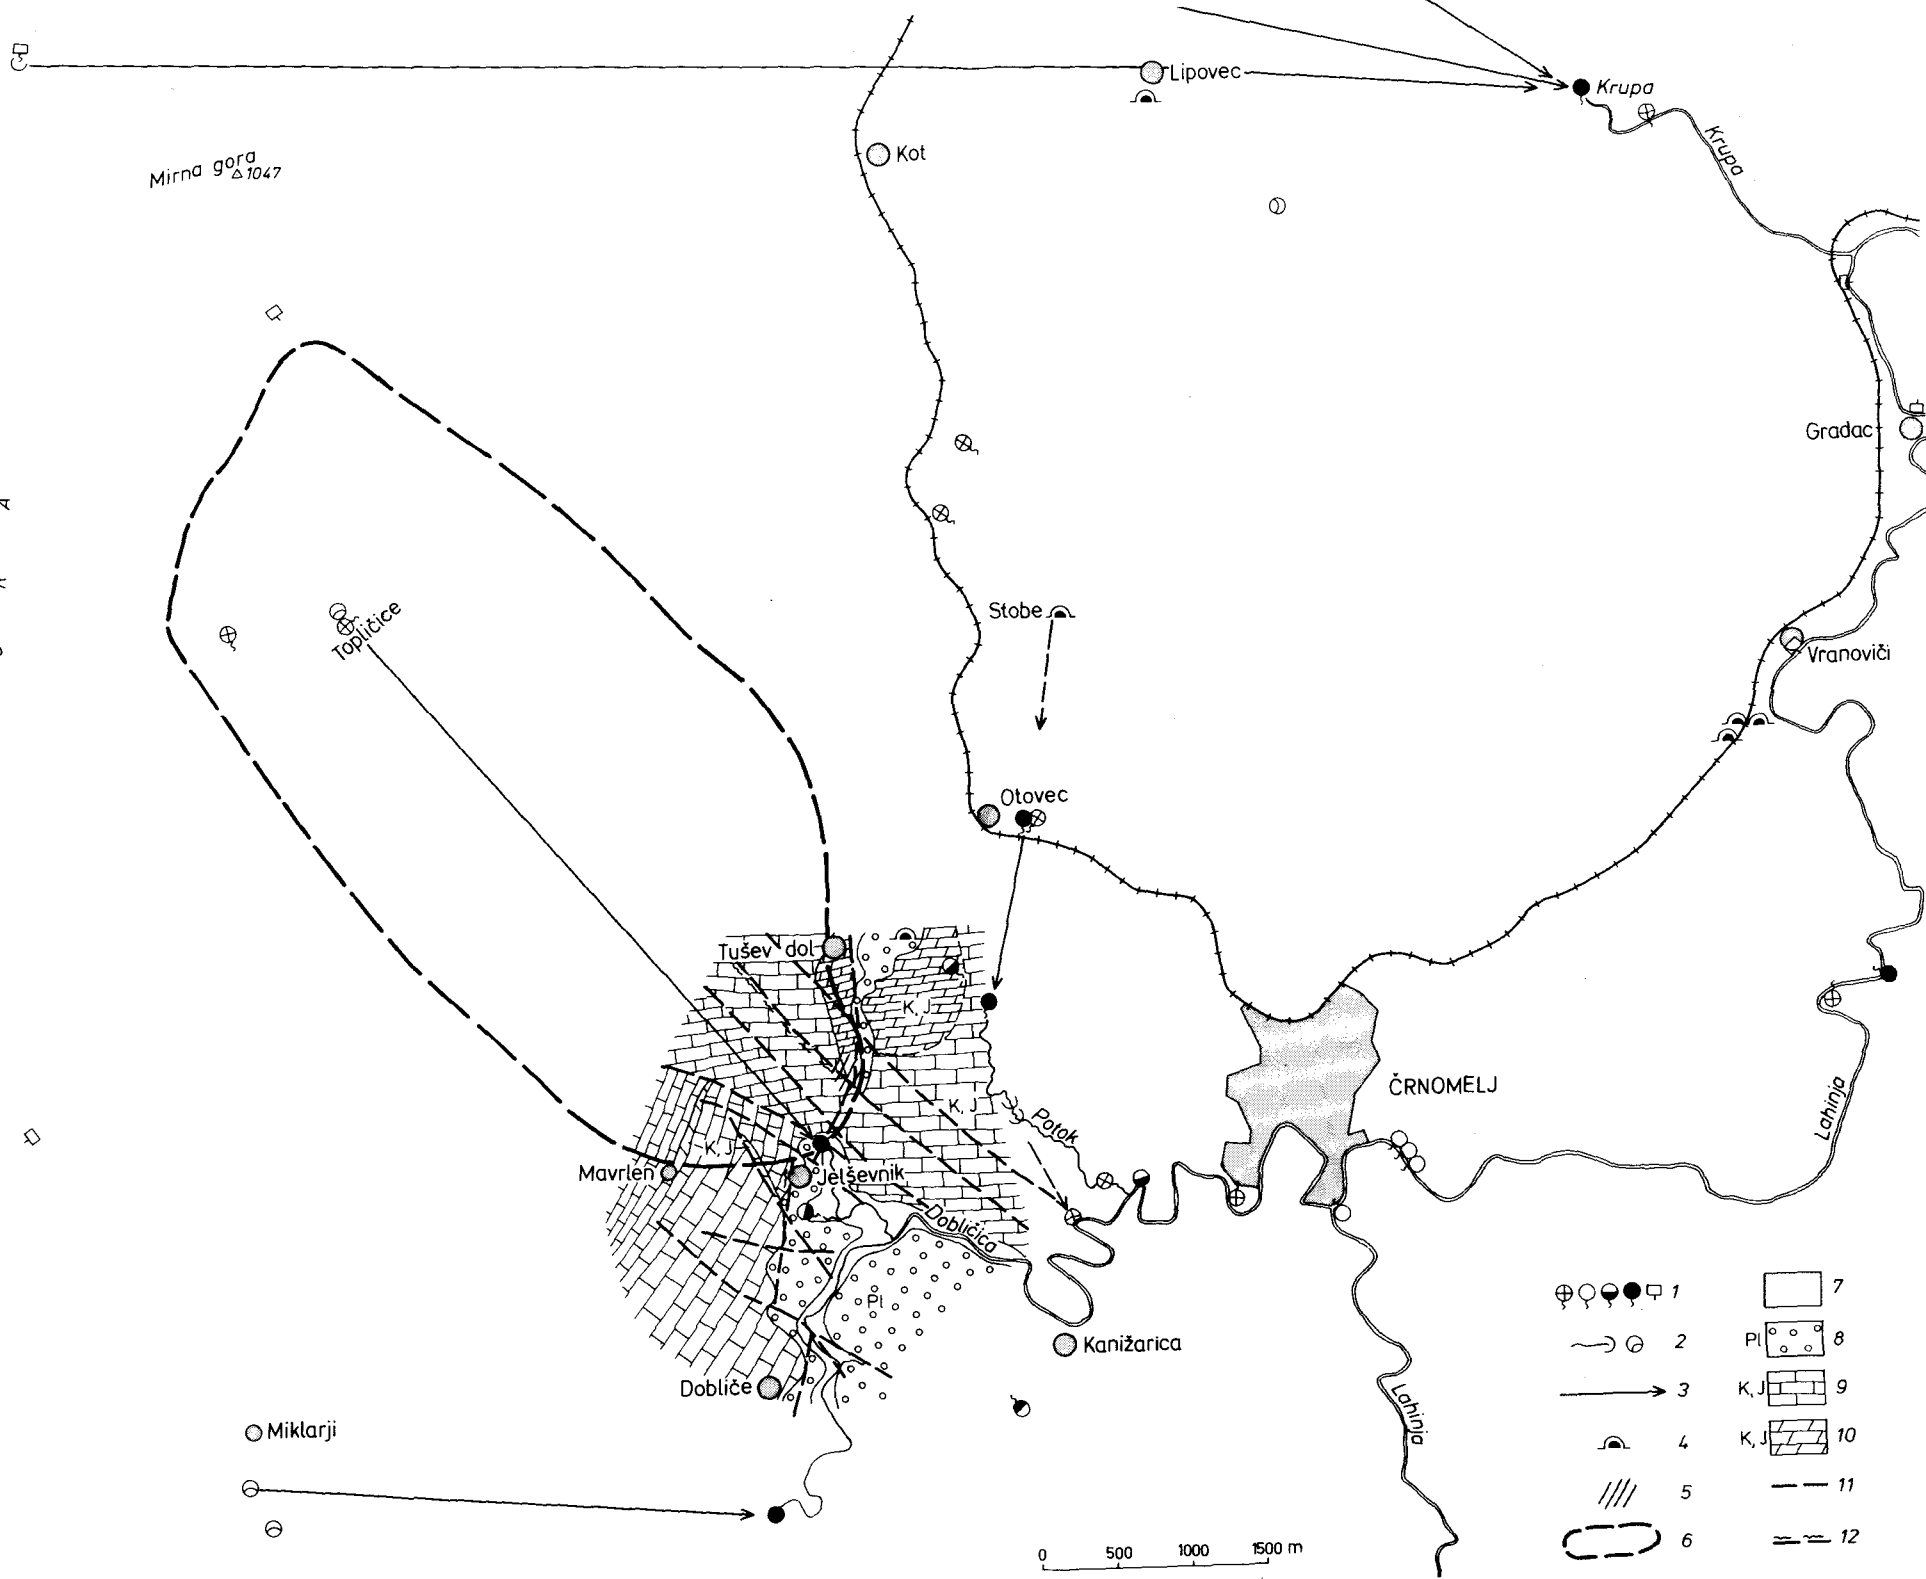 Lipovec
Krupa
Kot
Krupa
Mirna gora
△1047
Gradac
A
Topličice
Stobe
Vranoviči
Otovec
Tušev dol
K, J
ČRNOMELJ
K, J
Potok
Lahinja
K, J
Mavrlen
Jelševnik
Dobličica
Pl
Kanižarica
Dobliče
Miklarji
Lahinja
0 500 1000 1500 m
1
2
3
4
5
6
7
Pl 8
K, J 9
K, J 10
11
12